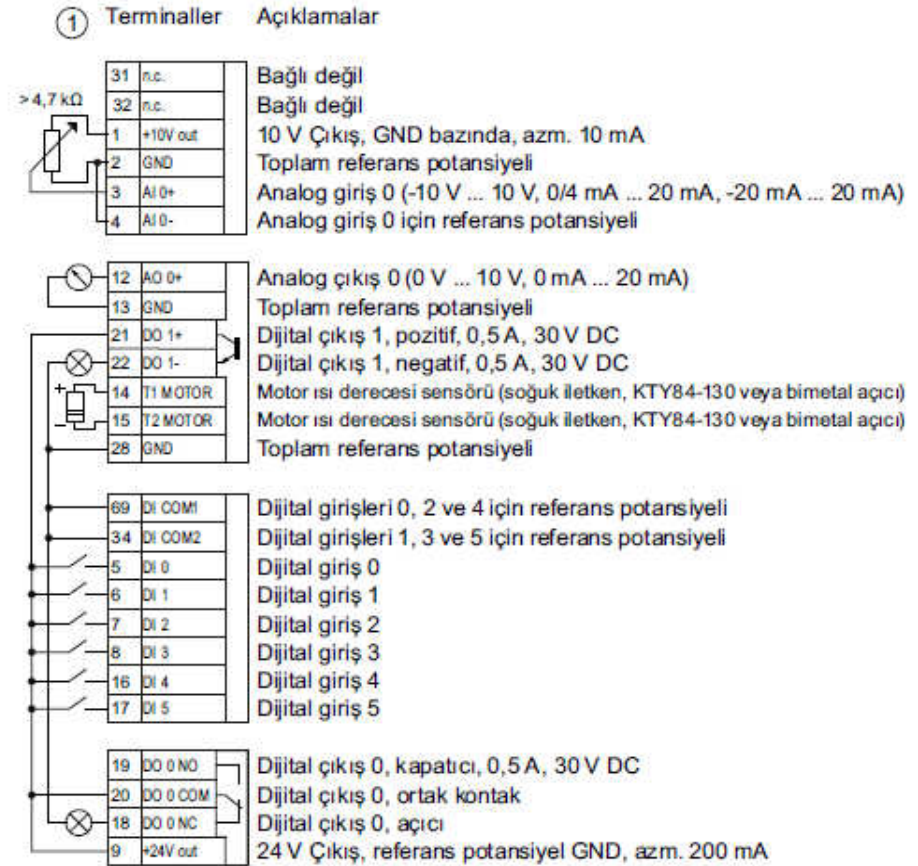 1 Terminaller Açıklamalar
31 n.c. Bağlı değil
>4,7 kΩ
32 n.c. Bağlı değil
1 +10V out 10 V Çıkış, GND bazında, azm. 10 mA
2 GND Toplam referans potansiyeli
3 AI 0+ Analog giriş 0 (-10 V ... 10 V, 0/4 mA ... 20 mA, -20 mA ... 20 mA)
4 AI 0- Analog giriş 0 için referans potansiyeli
12 AO 0+ Analog çıkış 0 (0 V ... 10 V, 0 mA ... 20 mA)
13 GND Toplam referans potansiyeli
21 DO 1+ Dijital çıkış 1, pozitif, 0,5 A, 30 V DC
22 DO 1- Dijital çıkış 1, negatif, 0,5 A, 30 V DC
+ 14 T1 MOTOR Motor ısı derecesi sensörü (soğuk iletken, KTY84-130 veya bimetal açıcı)
- 15 T2 MOTOR Motor ısı derecesi sensörü (soğuk iletken, KTY84-130 veya bimetal açıcı)
28 GND Toplam referans potansiyeli
69 DI COM1 Dijital girişleri 0, 2 ve 4 için referans potansiyeli
34 DI COM2 Dijital girişleri 1, 3 ve 5 için referans potansiyeli
5 DI 0 Dijital giriş 0
6 DI 1 Dijital giriş 1
7 DI 2 Dijital giriş 2
8 DI 3 Dijital giriş 3
16 DI 4 Dijital giriş 4
17 DI 5 Dijital giriş 5
19 DO 0 NO Dijital çıkış 0, kapatıcı, 0,5 A, 30 V DC
20 DO 0 COM Dijital çıkış 0, ortak kontak
18 DO 0 NC Dijital çıkış 0, açıcı
9 +24V out 24 V Çıkış, referans potansiyel GND, azm. 200 mA